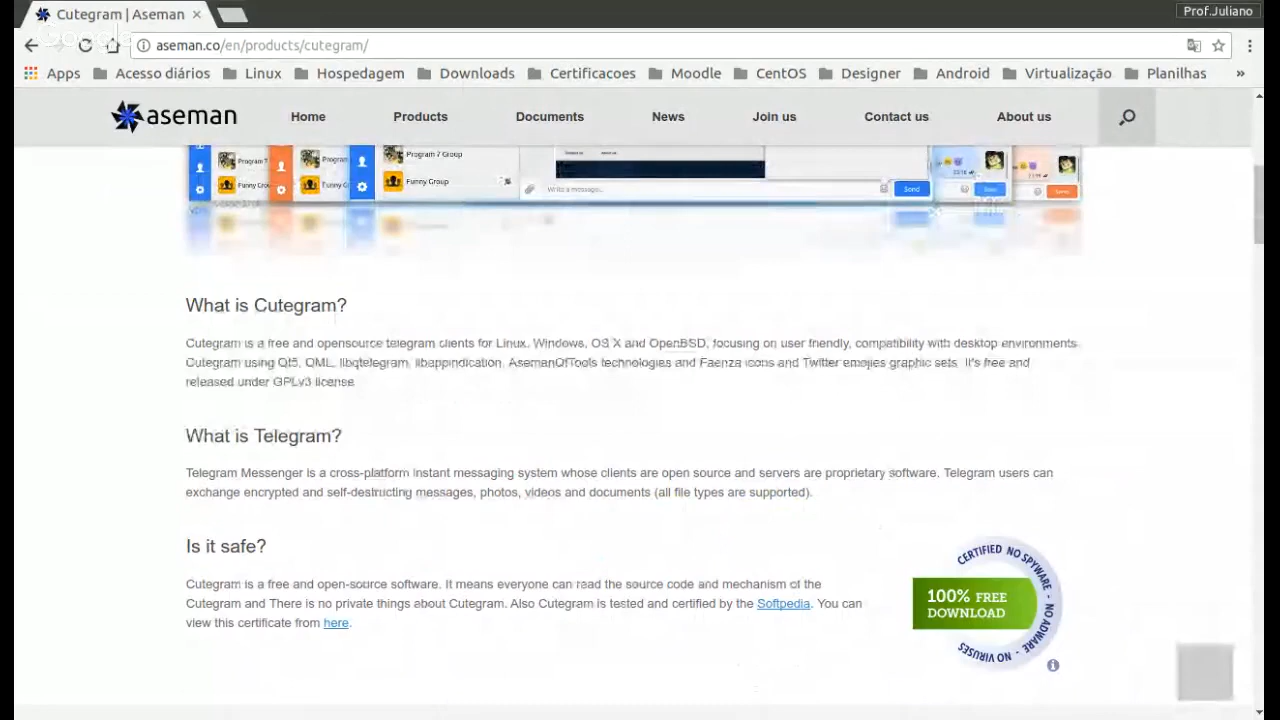 Cutegram | Aseman ×
Prof.Juliano
Google
aseman.co/en/products/cutegram/
Apps Acesso diários Linux Hospedagem Downloads Certificacoes Moodle CentOS Designer Android Virtualização Planilhas »
aseman Home Products Documents News Join us Contact us About us
Program 7 Group
Funny Group
Write a message...
Send
What is Cutegram?
Cutegram is a free and opensource telegram clients for Linux, Windows, OS X and OpenBSD, focusing on user friendly, compatibility with desktop environments
Cutegram using Qt5, QML, libqtelegram, libappindication, AsemanQtTools technologies and Faenza icons and Twitter emojies graphic sets. It's free and
released under GPLv3 license
What is Telegram?
Telegram Messenger is a cross-platform instant messaging system whose clients are open source and servers are proprietary software. Telegram users can
exchange encrypted and self-destructing messages, photos, videos and documents (all file types are supported).
Is it safe?
Cutegram is a free and open-source software. It means everyone can read the source code and mechanism of the
Cutegram and There is no private things about Cutegram. Also Cutegram is tested and certified by the Softpedia. You can
view this certificate from here.
CERTIFIED NO SPYWARE - NO ADWARE - NO VIRUSES
100% FREE
DOWNLOAD